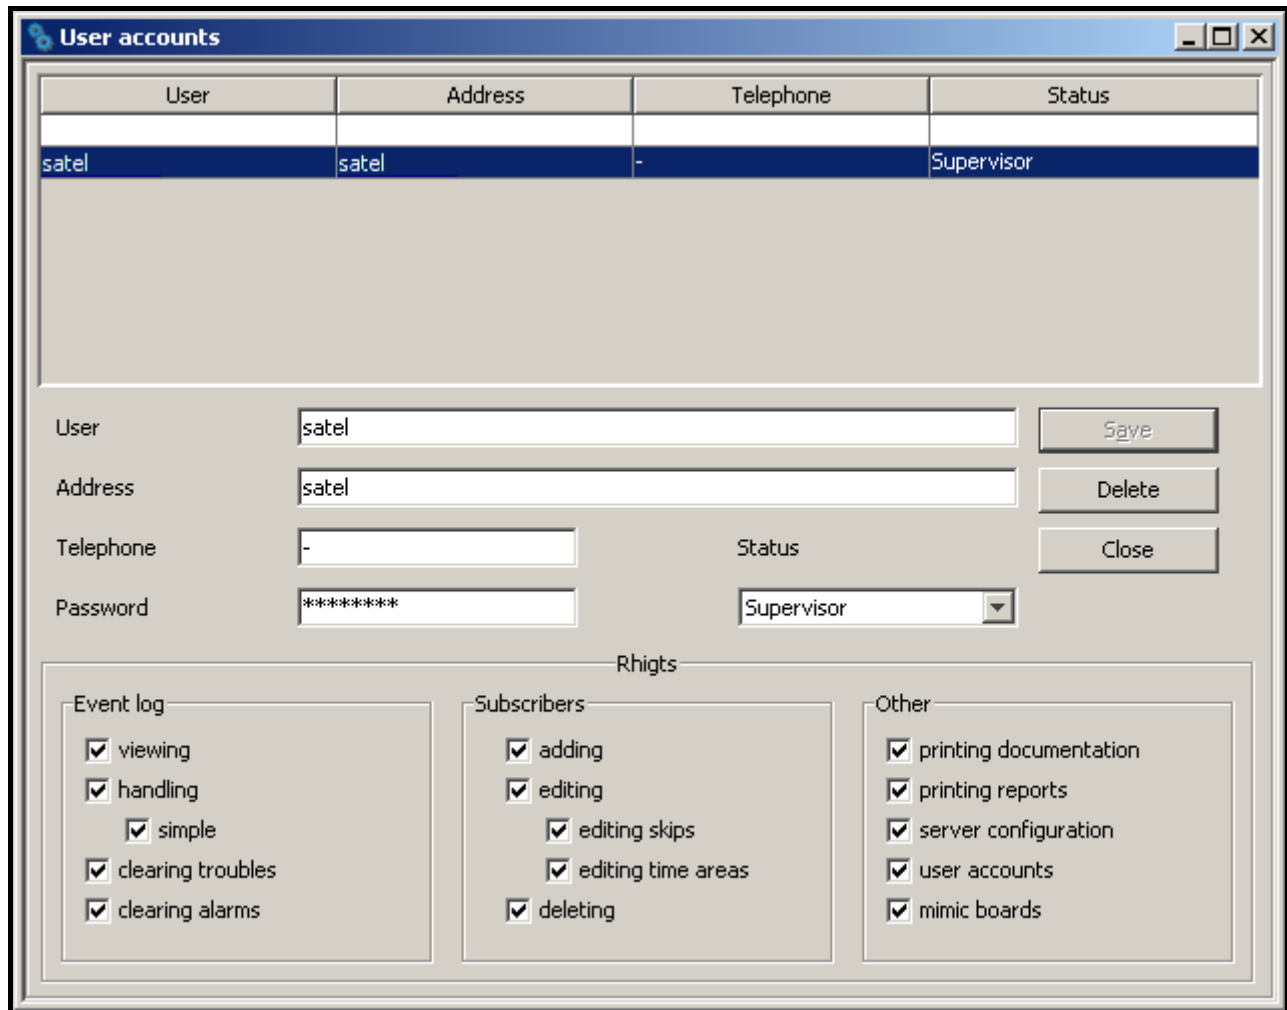 User accounts
User Address Telephone Status
satel satel - Supervisor
User satel Save
Address satel Delete
Telephone - Status Close
Password ******** Supervisor
Rhigts
Event log Subscribers Other
viewing adding printing documentation
handling editing printing reports
simple editing skips server configuration
clearing troubles editing time areas user accounts
clearing alarms deleting mimic boards